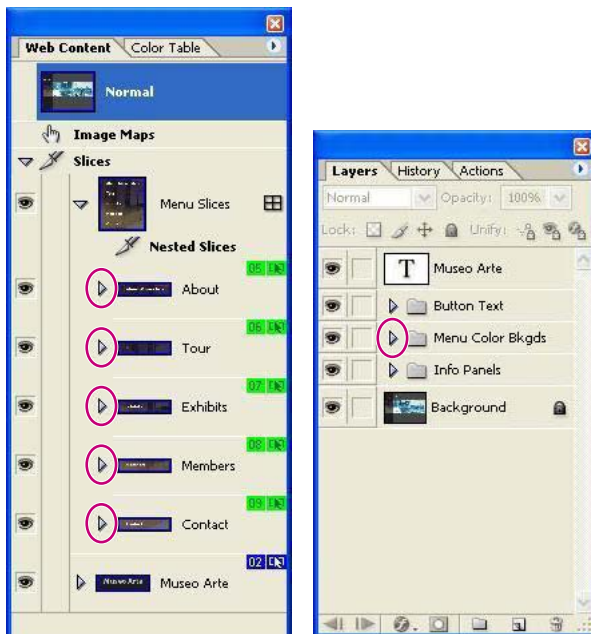 Web Content Color Table
Normal
Image Maps
Slices
Menu Slices
Nested Slices
05
About
06
Tour
07
Exhibits
08
Members
09
Contact
02
Museo Arte Museo Arte
Layers History Actions
Normal Opacity: 100%
Lock: Unify:
T Museo Arte
Button Text
Menu Color Bkgds
Info Panels
Background